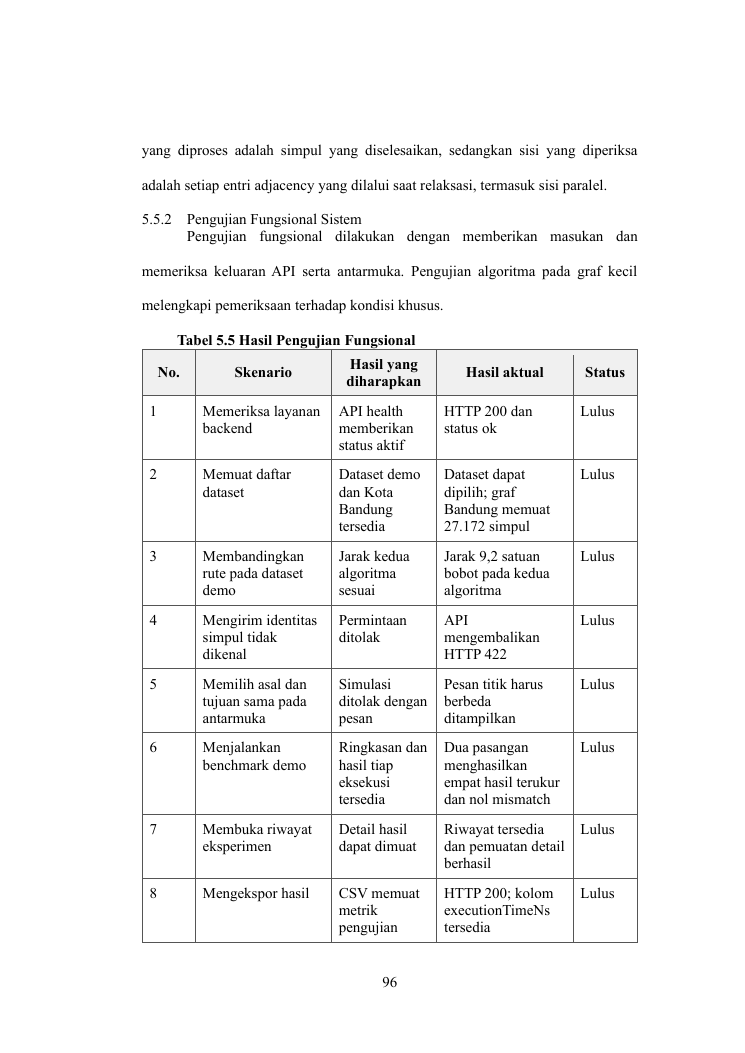 yang diproses adalah simpul yang diselesaikan, sedangkan sisi yang diperiksa
adalah setiap entri adjacency yang dilalui saat relaksasi, termasuk sisi paralel.
5.5.2 Pengujian Fungsional Sistem
Pengujian fungsional dilakukan dengan memberikan masukan dan
memeriksa keluaran API serta antarmuka. Pengujian algoritma pada graf kecil
melengkapi pemeriksaan terhadap kondisi khusus.
Tabel 5.5 Hasil Pengujian Fungsional
No.
Skenario
Hasil yang
diharapkan
Hasil aktual
Status
1
Memeriksa layanan
backend
API health
memberikan
status aktif
HTTP 200 dan
status ok
Lulus
2
Memuat daftar
dataset
Dataset demo
dan Kota
Bandung
tersedia
Dataset dapat
dipilih; graf
Bandung memuat
27.172 simpul
Lulus
3
Membandingkan
rute pada dataset
demo
Jarak kedua
algoritma
sesuai
Jarak 9,2 satuan
bobot pada kedua
algoritma
Lulus
4
Mengirim identitas
simpul tidak
dikenal
Permintaan
ditolak
API
mengembalikan
HTTP 422
Lulus
5
Memilih asal dan
tujuan sama pada
antarmuka
Simulasi
ditolak dengan
pesan
Pesan titik harus
berbeda
ditampilkan
Lulus
6
Menjalankan
benchmark demo
Ringkasan dan
hasil tiap
eksekusi
tersedia
Dua pasangan
menghasilkan
empat hasil terukur
dan nol mismatch
Lulus
7
Membuka riwayat
eksperimen
Detail hasil
dapat dimuat
Riwayat tersedia
dan pemuatan detail
berhasil
Lulus
8
Mengekspor hasil
CSV memuat
metrik
pengujian
HTTP 200; kolom
executionTimeNs
tersedia
Lulus
96